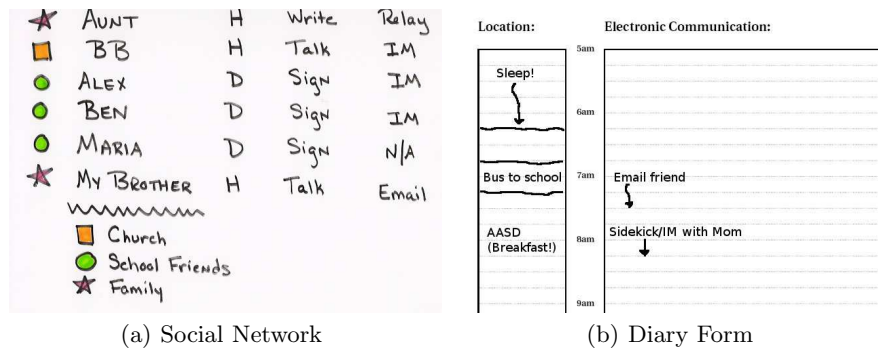 AUNT H Write Relay
BB H Talk IM
ALEX D Sign IM
BEN D Sign IM
MARIA D Sign N/A
MY BROTHER H Talk Email
Church
School Friends
Family
(a) Social Network
Location: Electronic Communication:
5am
Sleep!
6am
Bus to school 7am Email friend
AASD
(Breakfast!) 8am Sidekick/IM with Mom
9am
(b) Diary Form